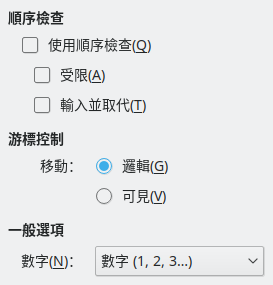 順序檢查
使用順序檢查(Q)
受限(A)
輸入並取代(T)
游標控制
移動： 邏輯(G)
可見(V)
一般選項
數字(N)： 數字 (1, 2, 3...)